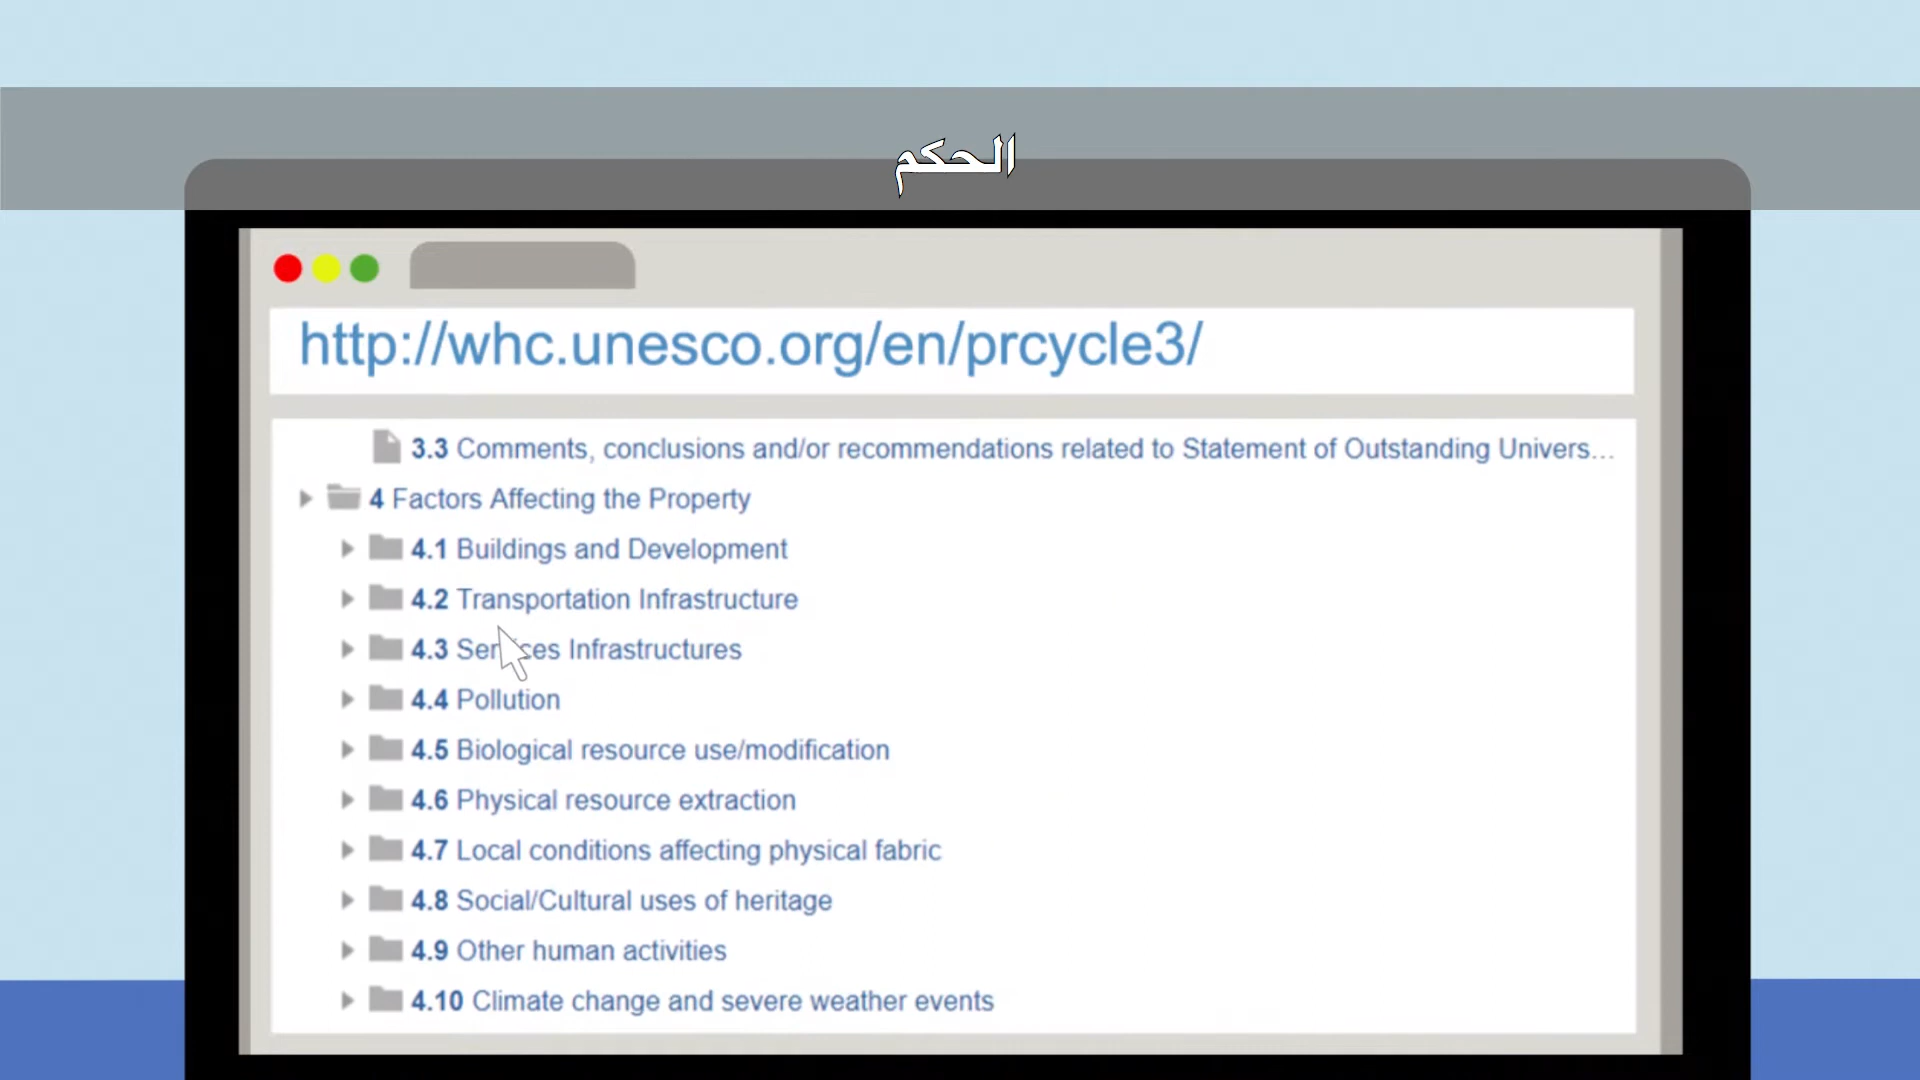 الحكم
http://whc.unesco.org/en/prcycle3/
3.3 Comments, conclusions and/or recommendations related to Statement of Outstanding Univers...
4 Factors Affecting the Property
4.1 Buildings and Development
4.2 Transportation Infrastructure
4.3 Services Infrastructures
4.4 Pollution
4.5 Biological resource use/modification
4.6 Physical resource extraction
4.7 Local conditions affecting physical fabric
4.8 Social/Cultural uses of heritage
4.9 Other human activities
4.10 Climate change and severe weather events